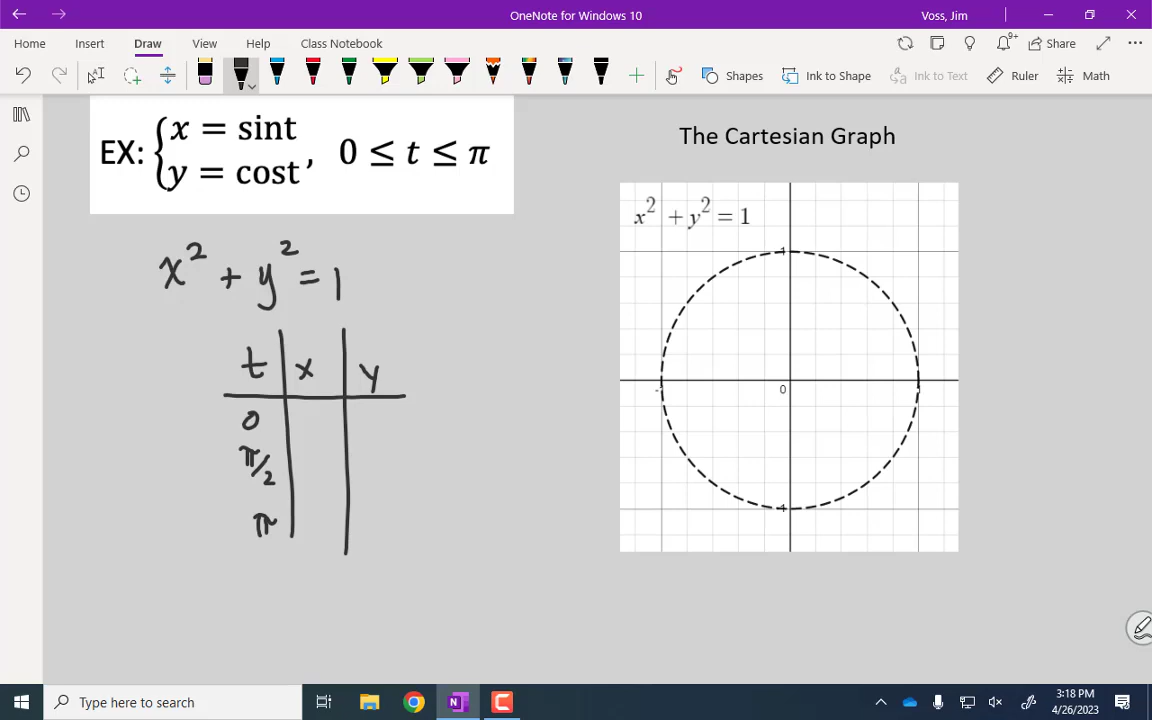 OneNote for Windows 10
Voss, Jim
Home Insert Draw View Help Class Notebook
9+ Share
Shapes Ink to Shape Ink to Text Ruler Math
EX: {x = sint
y = cost, 0 ≤ t ≤ π
The Cartesian Graph
x² + y² = 1
x² + y² = 1
t x y
0
π/2
π
1
0
-1
Type here to search
3:18 PM
4/26/2023